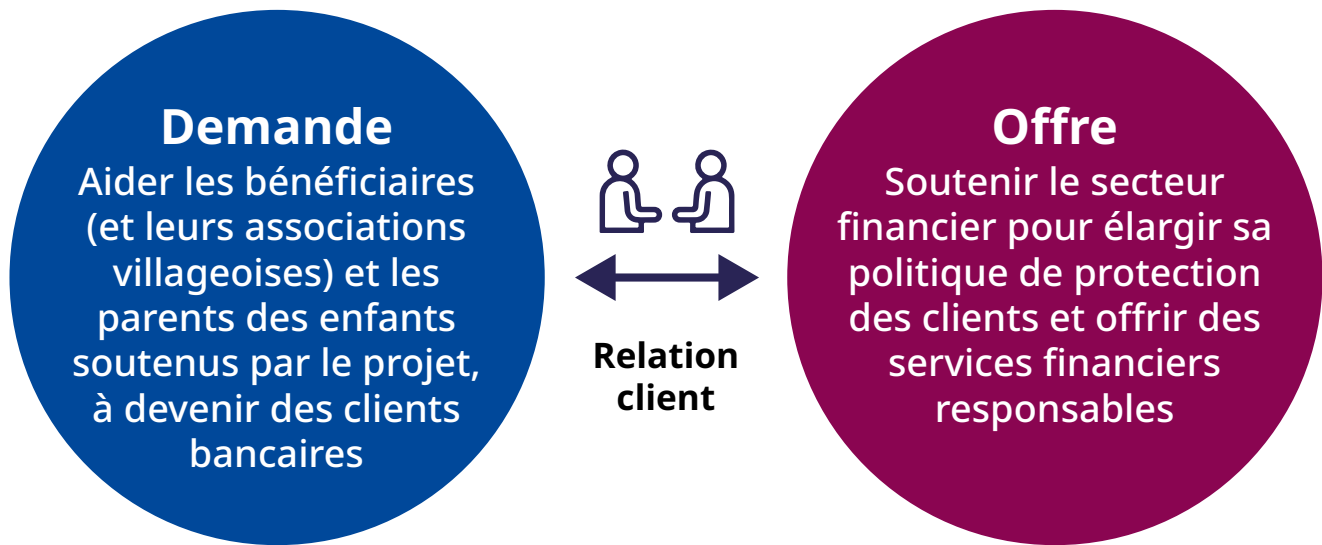 Demande
Aider les bénéficiaires
(et leurs associations
villageoises) et les
parents des enfants
soutenus par le projet,
à devenir des clients
bancaires
Relation
client
Offre
Soutenir le secteur
financier pour élargir sa
politique de protection
des clients et offrir des
services financiers
responsables